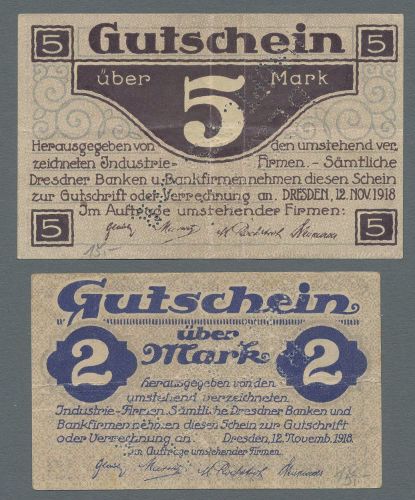 5 Gutschein 5
über 5 Mark
Herausgegeben von den umstehend ver-
zeichneten Industrie- Firmen. - Sämtliche
Dresdner Banken u. Bankfirmen nehmen diesen Schein
zur Gutschrift oder Verrechnung an. DRESDEN, 12. NOV. 1918
5 Im Auftrage umstehender Firmen: 5
15.-
Gutschein
über
2 Mark 2
Herausgegeben von den
umstehend verzeichneten
Industrie-Firmen. Sämtliche Dresdner Banken und
Bankfirmen nehmen diesen Schein zur Gutschrift
oder Verrechnung an. Dresden, 12. Novemb. 1918.
Im Auftrage umstehender Firmen.